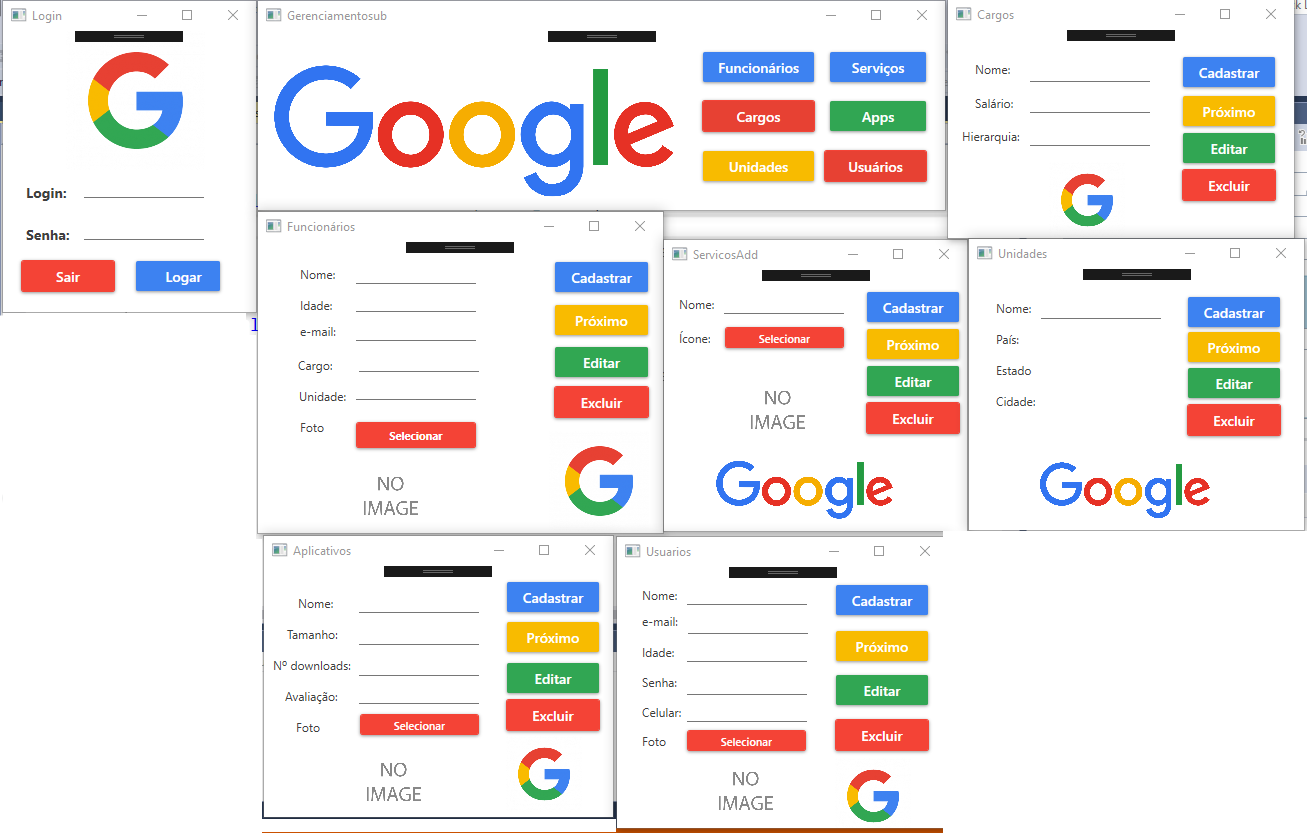 Login
Login:
Senha:
Sair
Logar
Gerenciamentosub
Google
Funcionários
Serviços
Cargos
Apps
Unidades
Usuários
Cargos
Nome:
Salário:
Hierarquia:
Cadastrar
Próximo
Editar
Excluir
Funcionários
Nome:
Idade:
e-mail:
Cargo:
Unidade:
Foto
Selecionar
NO
IMAGE
Cadastrar
Próximo
Editar
Excluir
ServicosAdd
Nome:
Ícone:
Selecionar
NO
IMAGE
Cadastrar
Próximo
Editar
Excluir
Google
Unidades
Nome:
País:
Estado
Cidade:
Cadastrar
Próximo
Editar
Excluir
Google
Aplicativos
Nome:
Tamanho:
Nº downloads:
Avaliação:
Foto
Selecionar
NO
IMAGE
Cadastrar
Próximo
Editar
Excluir
Usuarios
Nome:
e-mail:
Idade:
Senha:
Celular:
Foto
Selecionar
NO
IMAGE
Cadastrar
Próximo
Editar
Excluir